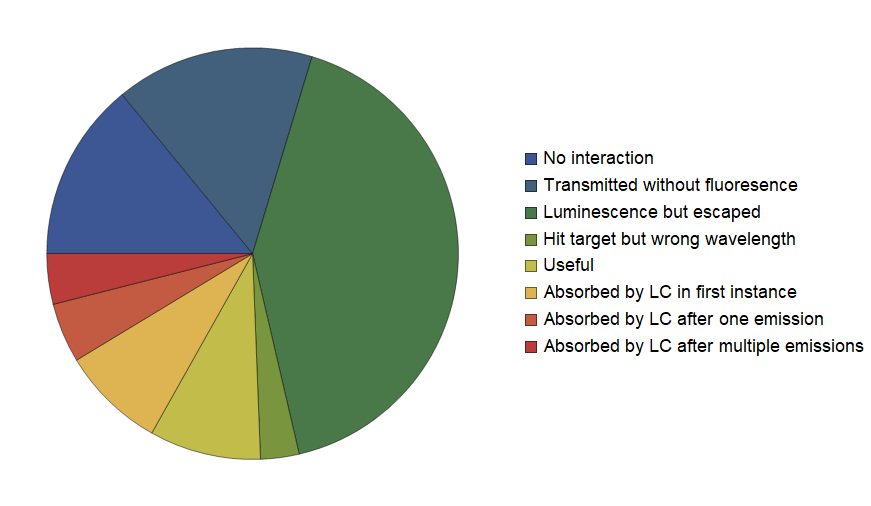 No interaction
Transmitted without fluoresence
Luminescence but escaped
Hit target but wrong wavelength
Useful
Absorbed by LC in first instance
Absorbed by LC after one emission
Absorbed by LC after multiple emissions